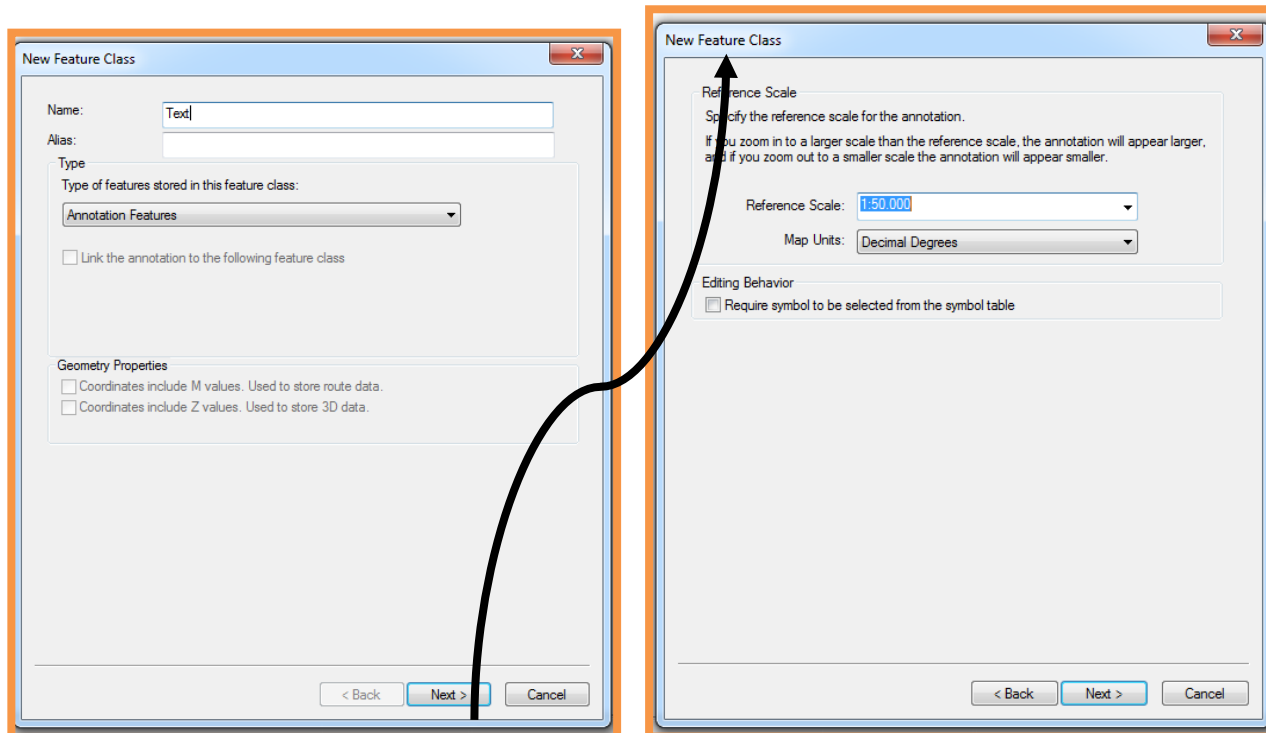 New Feature Class
Name:
Text
Alias:
Type
Type of features stored in this feature class:
Annotation Features
Link the annotation to the following feature class
Geometry Properties
Coordinates include M values. Used to store route data.
Coordinates include Z values. Used to store 3D data.
< Back
Next >
Cancel
New Feature Class
Reference Scale
Specify the reference scale for the annotation.
If you zoom in to a larger scale than the reference scale, the annotation will appear larger,
and if you zoom out to a smaller scale the annotation will appear smaller.
Reference Scale:
1:50.000
Map Units:
Decimal Degrees
Editing Behavior
Require symbol to be selected from the symbol table
< Back
Next >
Cancel